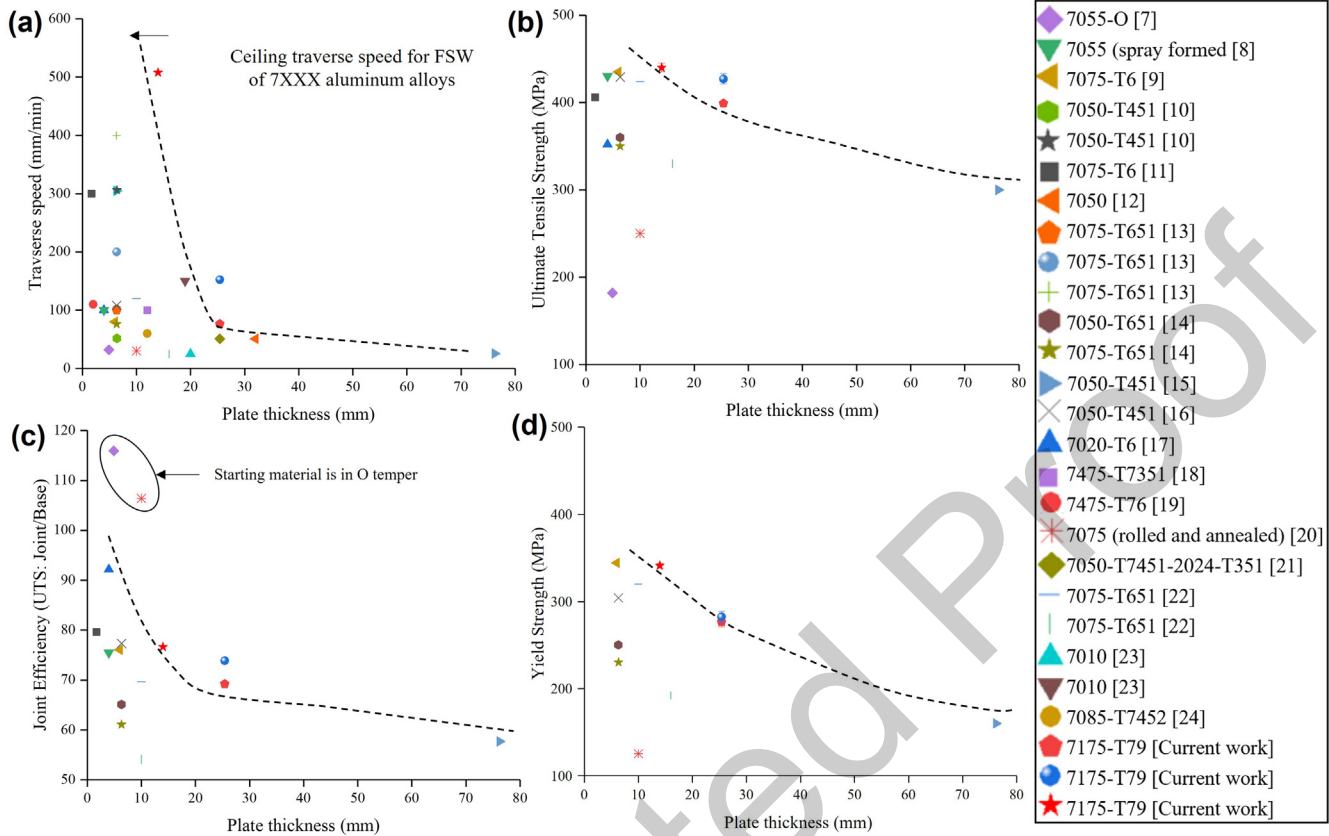 (a)
600
500
400
300
200
100
0
Travserse speed (mm/min)
Ceiling traverse speed for FSW
of 7XXX aluminum alloys
0 10 20 30 40 50 60 70 80
Plate thickness (mm)
(b)
500
400
300
200
100
Ultimate Tensile Strength (MPa)
0 10 20 30 40 50 60 70 80
Plate thickness (mm)
(c)
120
110
100
90
80
70
60
50
Joint Efficiency (UTS: Joint/Base)
Starting material is in O temper
0 10 20 30 40 50 60 70 80
Plate thickness (mm)
(d)
500
400
300
200
100
Yield Strength (MPa)
0 10 20 30 40 50 60 70 80
Plate thickness (mm)
7055-O [7]
7055 (spray formed [8]
7075-T6 [9]
7050-T451 [10]
7050-T451 [10]
7075-T6 [11]
7050 [12]
7075-T651 [13]
7075-T651 [13]
7075-T651 [13]
7050-T651 [14]
7075-T651 [14]
7050-T451 [15]
7050-T451 [16]
7020-T6 [17]
7475-T7351 [18]
7475-T76 [19]
7075 (rolled and annealed) [20]
7050-T7451-2024-T351 [21]
7075-T651 [22]
7075-T651 [22]
7010 [23]
7010 [23]
7085-T7452 [24]
7175-T79 [Current work]
7175-T79 [Current work]
7175-T79 [Current work]
ted Proof